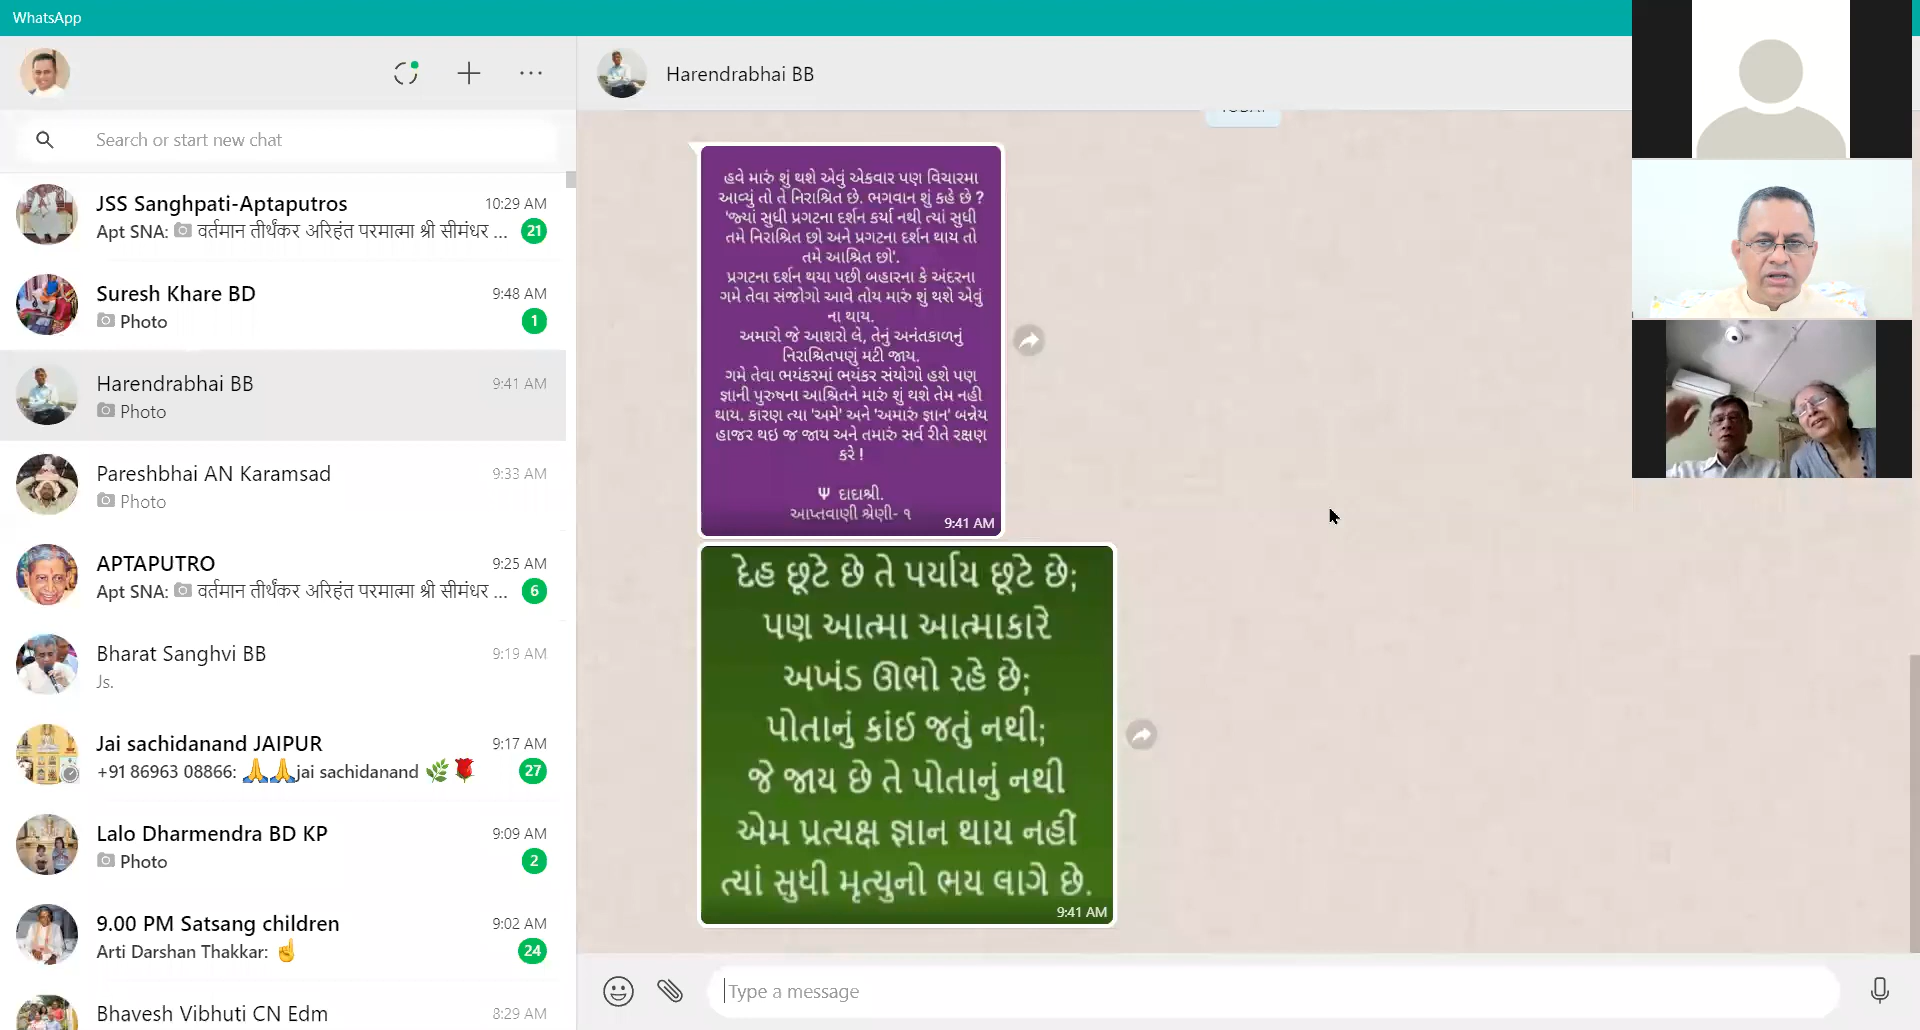 WhatsApp
Search or start new chat
JSS Sanghpati-Aptaputros 10:29 AM
Apt SNA: वर्तमान तीर्थंकर अरिहंत परमात्मा श्री सीमंधर ... 21
Suresh Khare BD 9:48 AM
Photo 1
Harendrabhai BB 9:41 AM
Photo
Pareshbhai AN Karamsad 9:33 AM
Photo
APTAPUTRO 9:25 AM
Apt SNA: वर्तमान तीर्थंकर अरिहंत परमात्मा श्री सीमंधर ... 6
Bharat Sanghvi BB 9:19 AM
Js.
Jai sachidanand JAIPUR 9:17 AM
+91 86963 08866: 🙏🙏jai sachidanand 🌿🌹 27
Lalo Dharmendra BD KP 9:09 AM
Photo 2
9.00 PM Satsang children 9:02 AM
Arti Darshan Thakkar: ☝ 24
Bhavesh Vibhuti CN Edm 8:29 AM
Harendrabhai BB
TODAY
હવે મારું શું થશે એવું એકવાર પણ વિચારમા
આવ્યું તો તે નિરાશ્રિત છે. ભગવાન શું કહે છે ?
'જ્યાં સુધી પ્રગટના દર્શન કર્યા નથી ત્યાં સુધી
તમે નિરાશ્રિત છો અને પ્રગટના દર્શન થાય તો
તમે આશ્રિત છો'.
પ્રગટના દર્શન થયા પછી બહારના કે અંદરના
ગમે તેવા સંજોગો આવે તોય મારું શું થશે એવું
ના થાય.
અમારો જે આશરો લે, તેનું અનંતકાળનું
નિરાશ્રિતપણું મટી જાય.
ગમે તેવા ભયંકરમાં ભયંકર સંયોગો હશે પણ
જ્ઞાની પુરુષના આશ્રિતને મારું શું થશે તેમ નહી
થાય. કારણ ત્યા 'અમે' અને 'અમારું જ્ઞાન' બન્નેય
હાજર થઇ જ જાય અને તમારું સર્વ રીતે રક્ષણ
કરે !
Ψ દાદાશ્રી.
આપ્તવાણી શ્રેણી- ૧
9:41 AM
દેહ છૂટે છે તે પર્યાય છૂટે છે;
પણ આત્મા આત્માકારે
અખંડ ઊભો રહે છે;
પોતાનું કાંઈ જતું નથી;
જે જાય છે તે પોતાનું નથી
એમ પ્રત્યક્ષ જ્ઞાન થાય નહીં
ત્યાં સુધી મૃત્યુનો ભય લાગે છે.
9:41 AM
Type a message